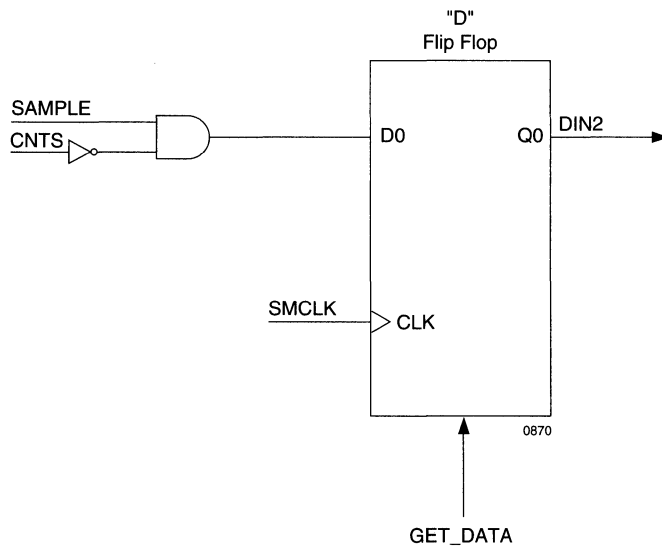 "D"
Flip Flop
SAMPLE
CNTS
D0
Q0
DIN2
SMCLK
CLK
0870
GET_DATA